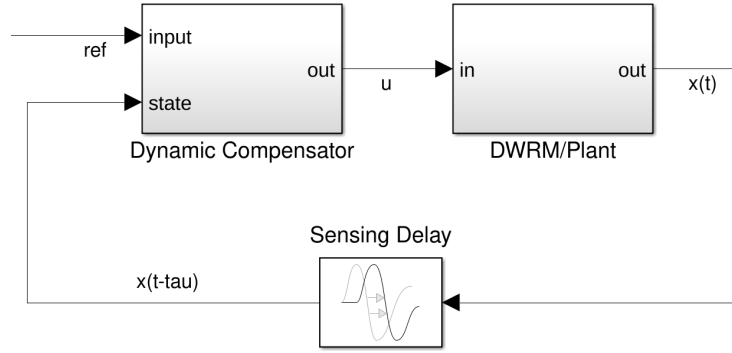 input
ref
out
in
out
u
x(t)
state
Dynamic Compensator
DWRM/Plant
Sensing Delay
x(t-tau)